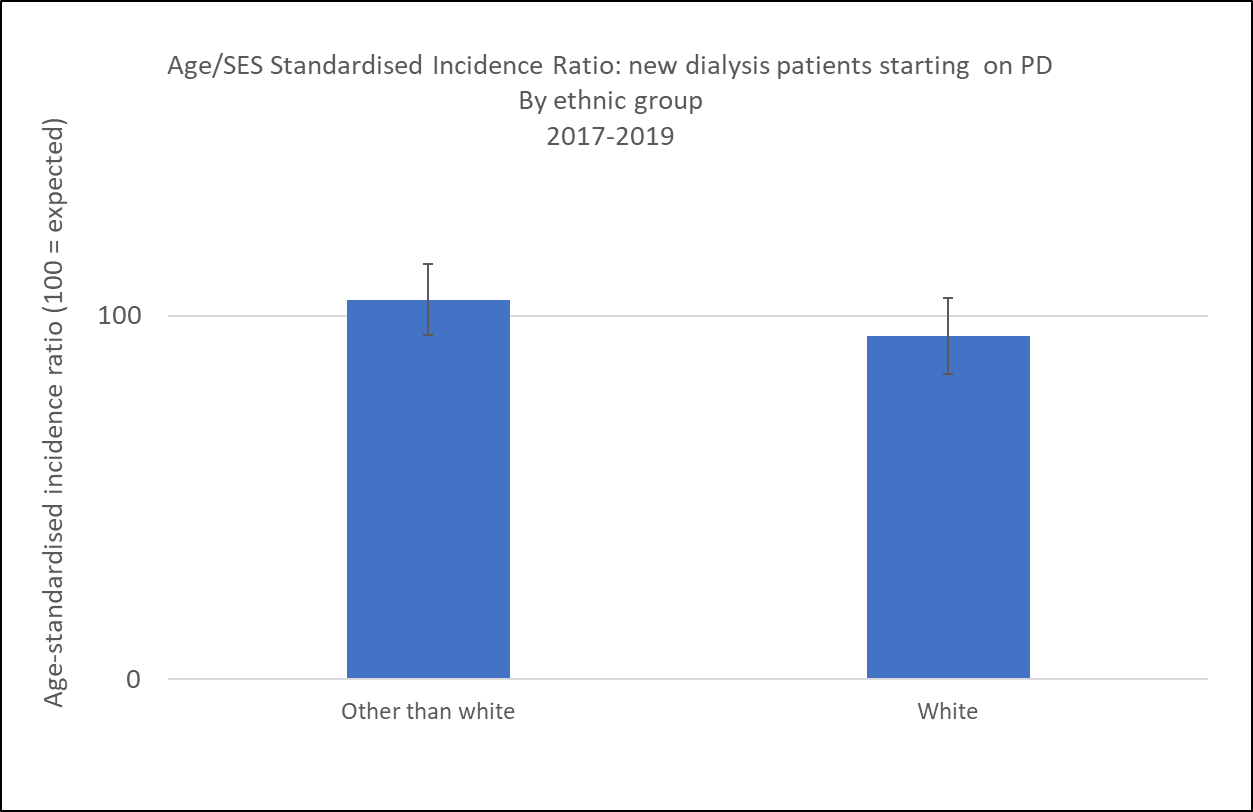 Age/SES Standardised Incidence Ratio: new dialysis patients starting  on PD
By ethnic group
2017-2019
Age-standardised incidence ratio (100 = expected)
100
0
Other than white
White